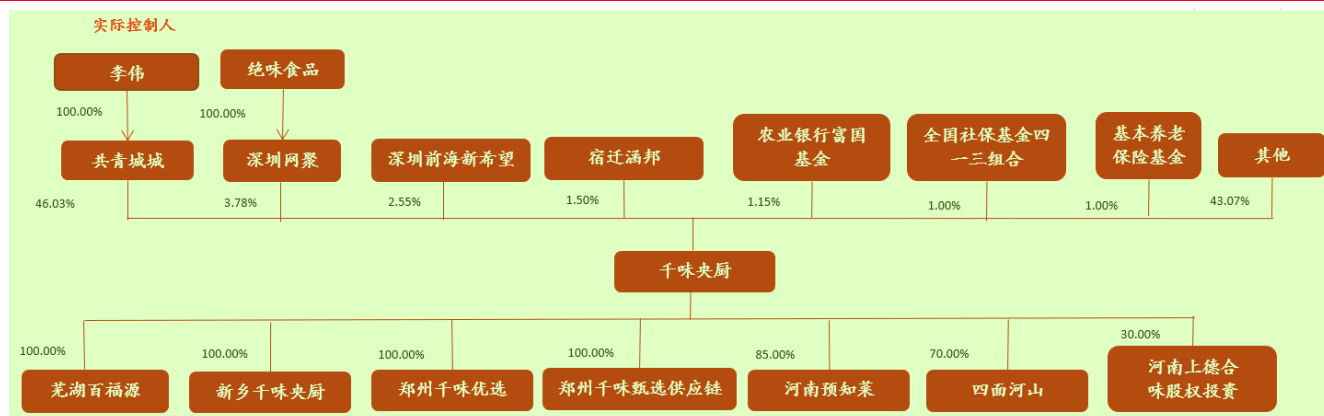 实际控制人
李伟
绝味食品
100.00%
100.00%
共青城城
深圳网聚
深圳前海新希望
宿迁涵邦
农业银行富国
基金
全国社保基金四
一三组合
基本养老
保险基金
其他
46.03%
3.78%
2.55%
1.50%
1.15%
1.00%
1.00%
43.07%
千味央厨
100.00%
100.00%
100.00%
100.00%
85.00%
70.00%
30.00%
芜湖百福源
新乡千味央厨
郑州千味优选
郑州千味甄选供应链
河南预知菜
四面河山
河南上德合
味股权投资